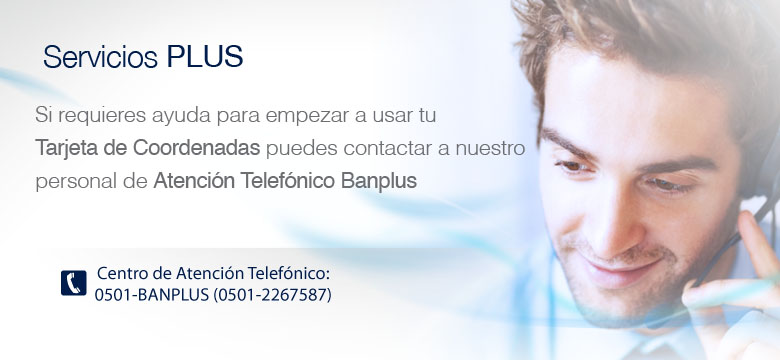 Servicios PLUS
Si requieres ayuda para empezar a usar tu
Tarjeta de Coordenadas puedes contactar a nuestro
personal de Atención Telefónico Banplus
Centro de Atención Telefónico:
0501-BANPLUS (0501-2267587)